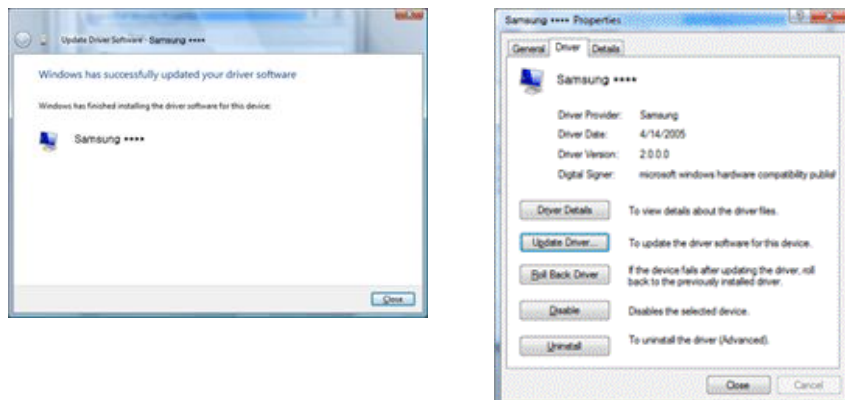 Update Driver Software - Samsung ****
Windows has successfully updated your driver software
Windows has finished installing the driver software for this device:
Samsung ****
Close
Samsung **** Properties
General Driver Details
Samsung ****
Driver Provider: Samsung
Driver Date: 4/14/2005
Driver Version: 2.0.0.0
Digital Signer: microsoft windows hardware compatibility publis
Driver Details To view details about the driver files.
Update Driver... To update the driver software for this device.
Roll Back Driver If the device fails after updating the driver, roll
back to the previously installed driver.
Disable Disables the selected device.
Uninstall To uninstall the driver (Advanced).
Close Cancel